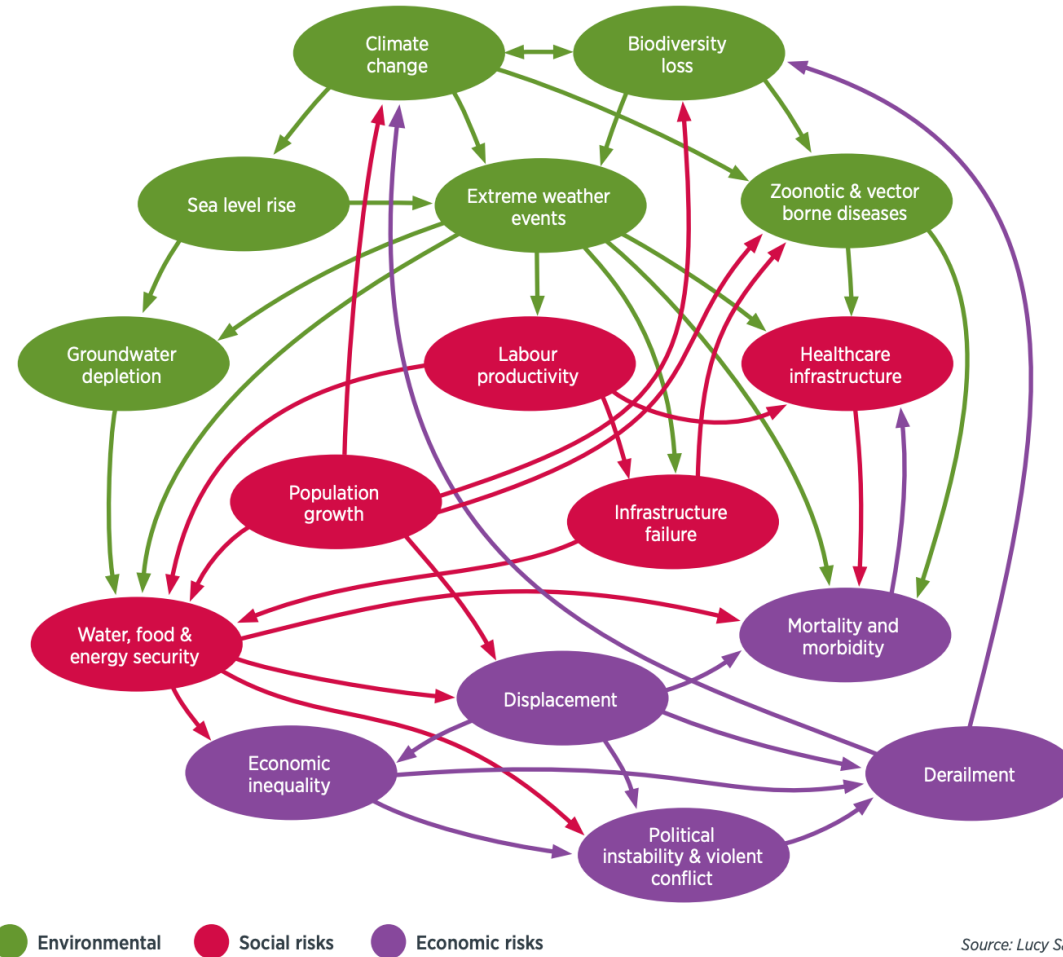 Climate
change
Biodiversity
loss
Sea level rise
Extreme weather
events
Zoonotic & vector
borne diseases
Groundwater
depletion
Labour
productivity
Healthcare
infrastructure
Population
growth
Infrastructure
failure
Water, food &
energy security
Mortality and
morbidity
Displacement
Economic
inequality
Derailment
Political
instability & violent
conflict
Environmental
Social risks
Economic risks
Source: Lucy